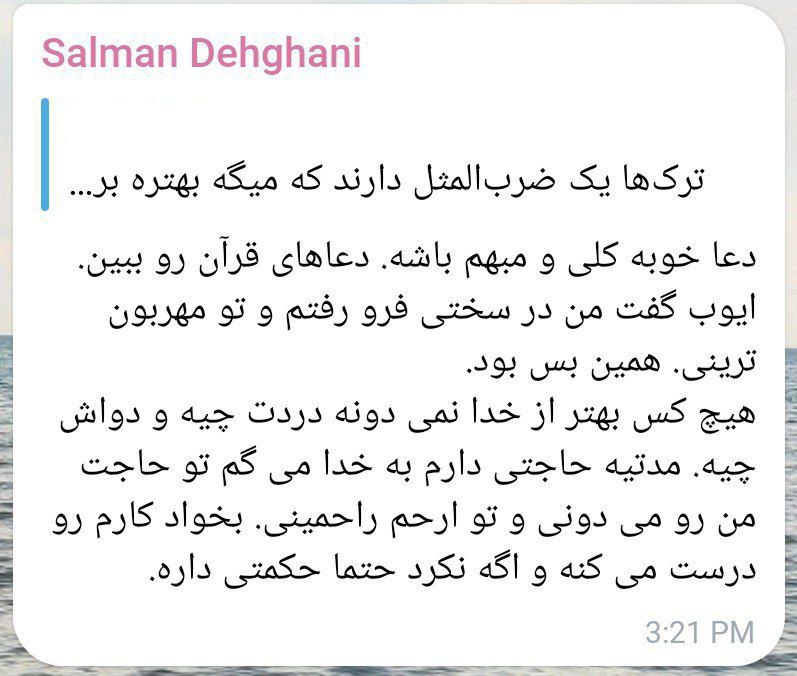 Salman Dehghani
ترک‌ها یک ضرب‌المثل دارند که میگه بهتره بر...
دعا خوبه کلی و مبهم باشه. دعاهای قرآن رو ببین.
ایوب گفت من در سختی فرو رفتم و تو مهربون
ترینی. همین بس بود.
هیچ کس بهتر از خدا نمی دونه دردت چیه و دواش
چیه. مدتیه حاجتی دارم به خدا می گم تو حاجت
من رو می دونی و تو ارحم راحمینی. بخواد کارم رو
درست می کنه و اگه نکرد حتما حکمتی داره.
3:21 PM